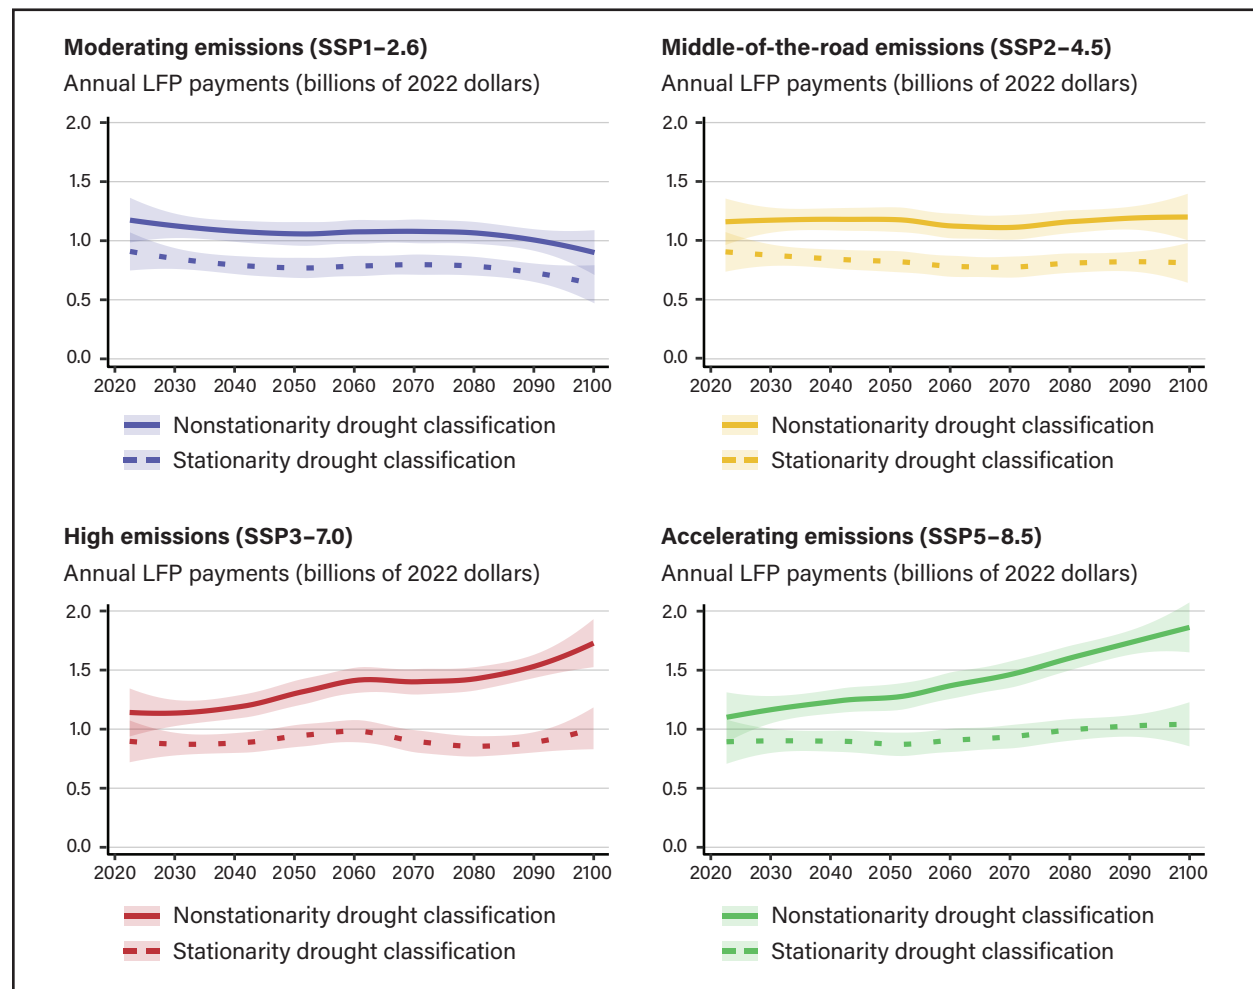 Moderating emissions (SSP1–2.6)
Annual LFP payments (billions of 2022 dollars)
2.0
1.5
1.0
0.5
0.0
2020 2030 2040 2050 2060 2070 2080 2090 2100
Nonstationarity drought classification
Stationarity drought classification
Middle-of-the-road emissions (SSP2–4.5)
Annual LFP payments (billions of 2022 dollars)
2.0
1.5
1.0
0.5
0.0
2020 2030 2040 2050 2060 2070 2080 2090 2100
Nonstationarity drought classification
Stationarity drought classification
High emissions (SSP3–7.0)
Annual LFP payments (billions of 2022 dollars)
2.0
1.5
1.0
0.5
0.0
2020 2030 2040 2050 2060 2070 2080 2090 2100
Nonstationarity drought classification
Stationarity drought classification
Accelerating emissions (SSP5–8.5)
Annual LFP payments (billions of 2022 dollars)
2.0
1.5
1.0
0.5
0.0
2020 2030 2040 2050 2060 2070 2080 2090 2100
Nonstationarity drought classification
Stationarity drought classification